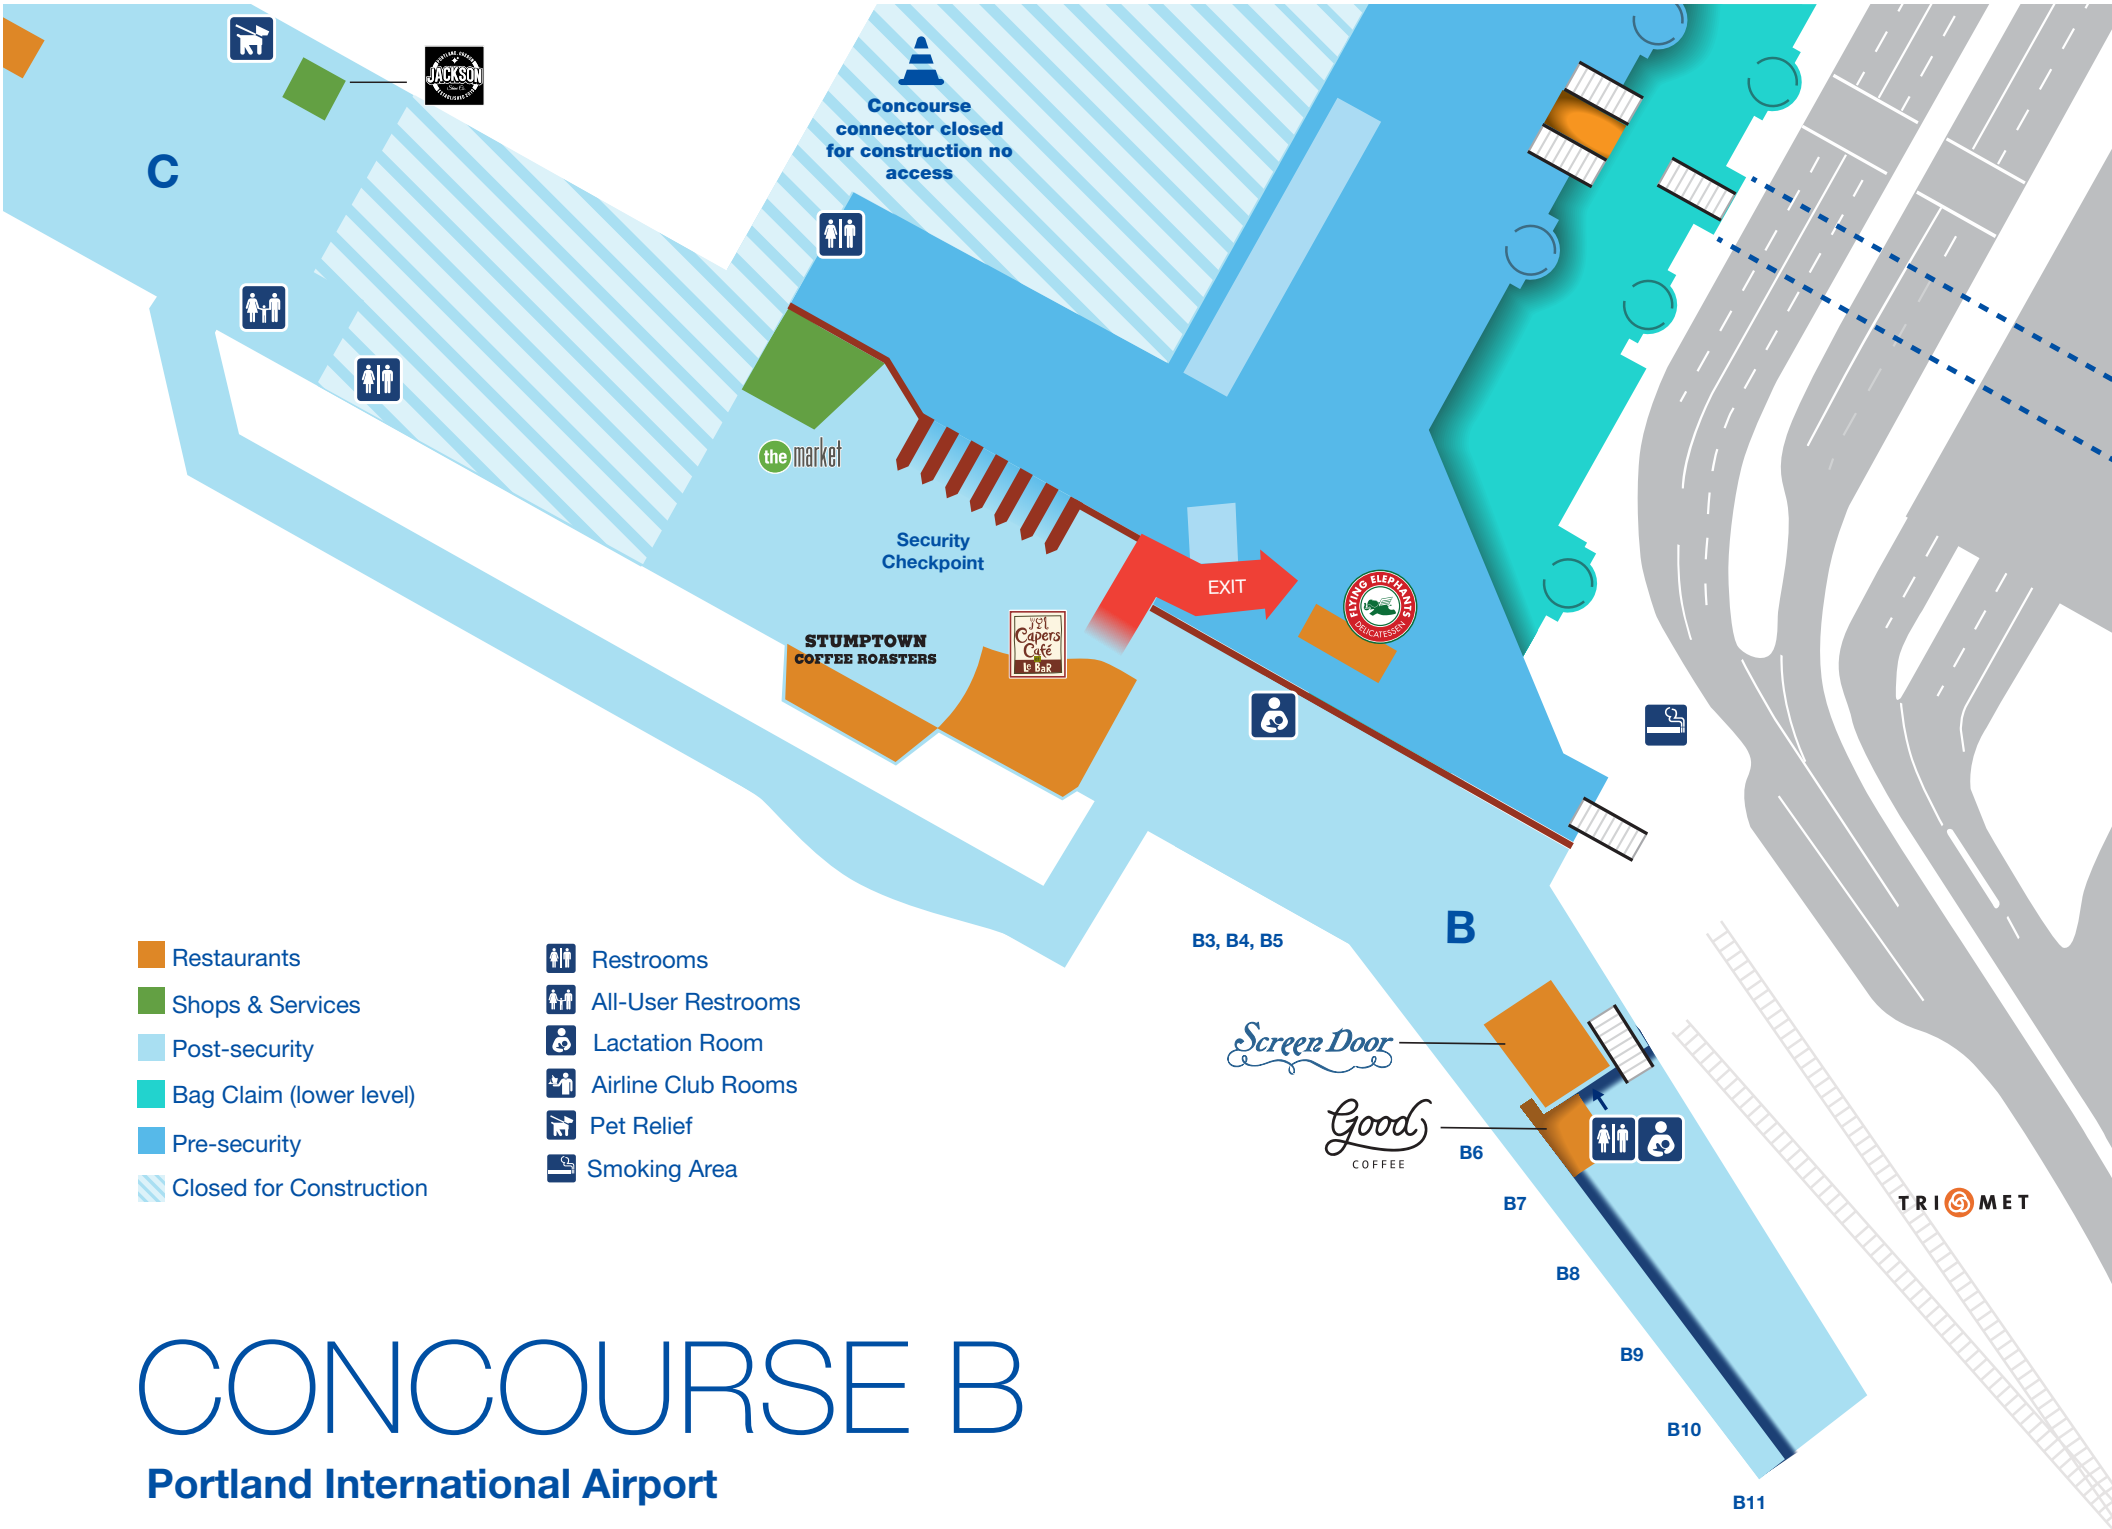 JACKSON
Concourse
connector closed
for construction no
access
C
the market
Security
Checkpoint
EXIT
FLYING ELEPHANTS
DELICATESSEN
STUMPTOWN
COFFEE ROASTERS
Capers
Café
Le BaR
B
B3, B4, B5
Screen Door
Good
COFFEE
B6
B7
B8
B9
B10
B11
TRI MET
Restaurants
Shops & Services
Post-security
Bag Claim (lower level)
Pre-security
Closed for Construction
Restrooms
All-User Restrooms
Lactation Room
Airline Club Rooms
Pet Relief
Smoking Area
CONCOURSE B
Portland International Airport